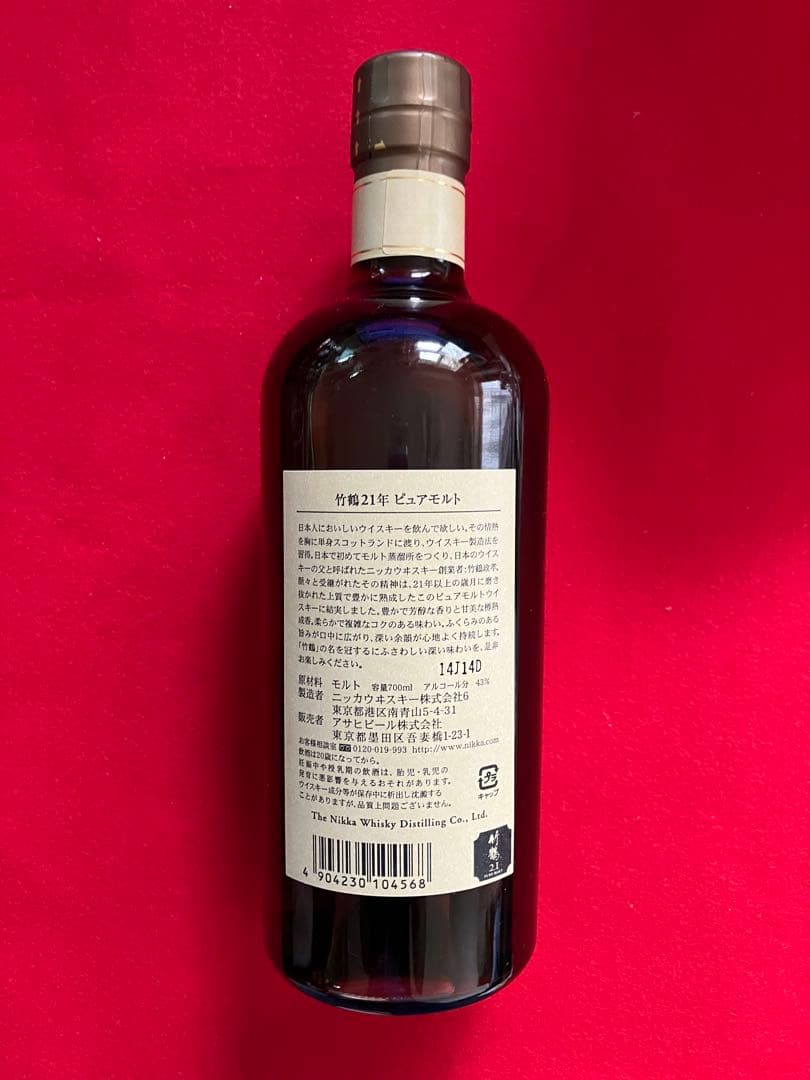 竹鶴21年 ピュアモルト
日本人においしいウイスキーを飲んで欲しい。その情熱
を胸に単身スコットランドに渡り、ウイスキー製造法を
習得。日本で初めてモルト蒸溜所をつくり、日本のウイス
キーの父と呼ばれたニッカウヰスキー創業者:竹鶴政孝。
脈々と受継がれたその精神は、21年以上の歳月に磨き
抜かれた上質で豊かに熟成したこのピュアモルトウイ
スキーに結実しました。豊かで芳醇な香りと甘美な樽熟
成香。柔らかで複雑なコクのある味わい。ふくらみのある
旨みが口中に広がり、深い余韻が心地よく持続します。
「竹鶴」の名を冠するにふさわしい深い味わいを、是非
お楽しみください。
14J14D
原材料 モルト 容量700ml アルコール分 43%
製造者 ニッカウヰスキー株式会社6
東京都港区南青山5-4-31
販売者 アサヒビール株式会社
東京都墨田区吾妻橋1-23-1
お客様相談室 0120-019-993 http://www.nikka.com
飲酒は20歳になってから。
妊娠中や授乳期の飲酒は、胎児・乳児の
発育に悪影響を与えるおそれがあります。
ウイスキー成分等が保存中に析出し沈澱する
ことがありますが、品質上問題ございません。
プラ
キャップ
The Nikka Whisky Distilling Co., Ltd.
4 904230 104568
竹鶴
21